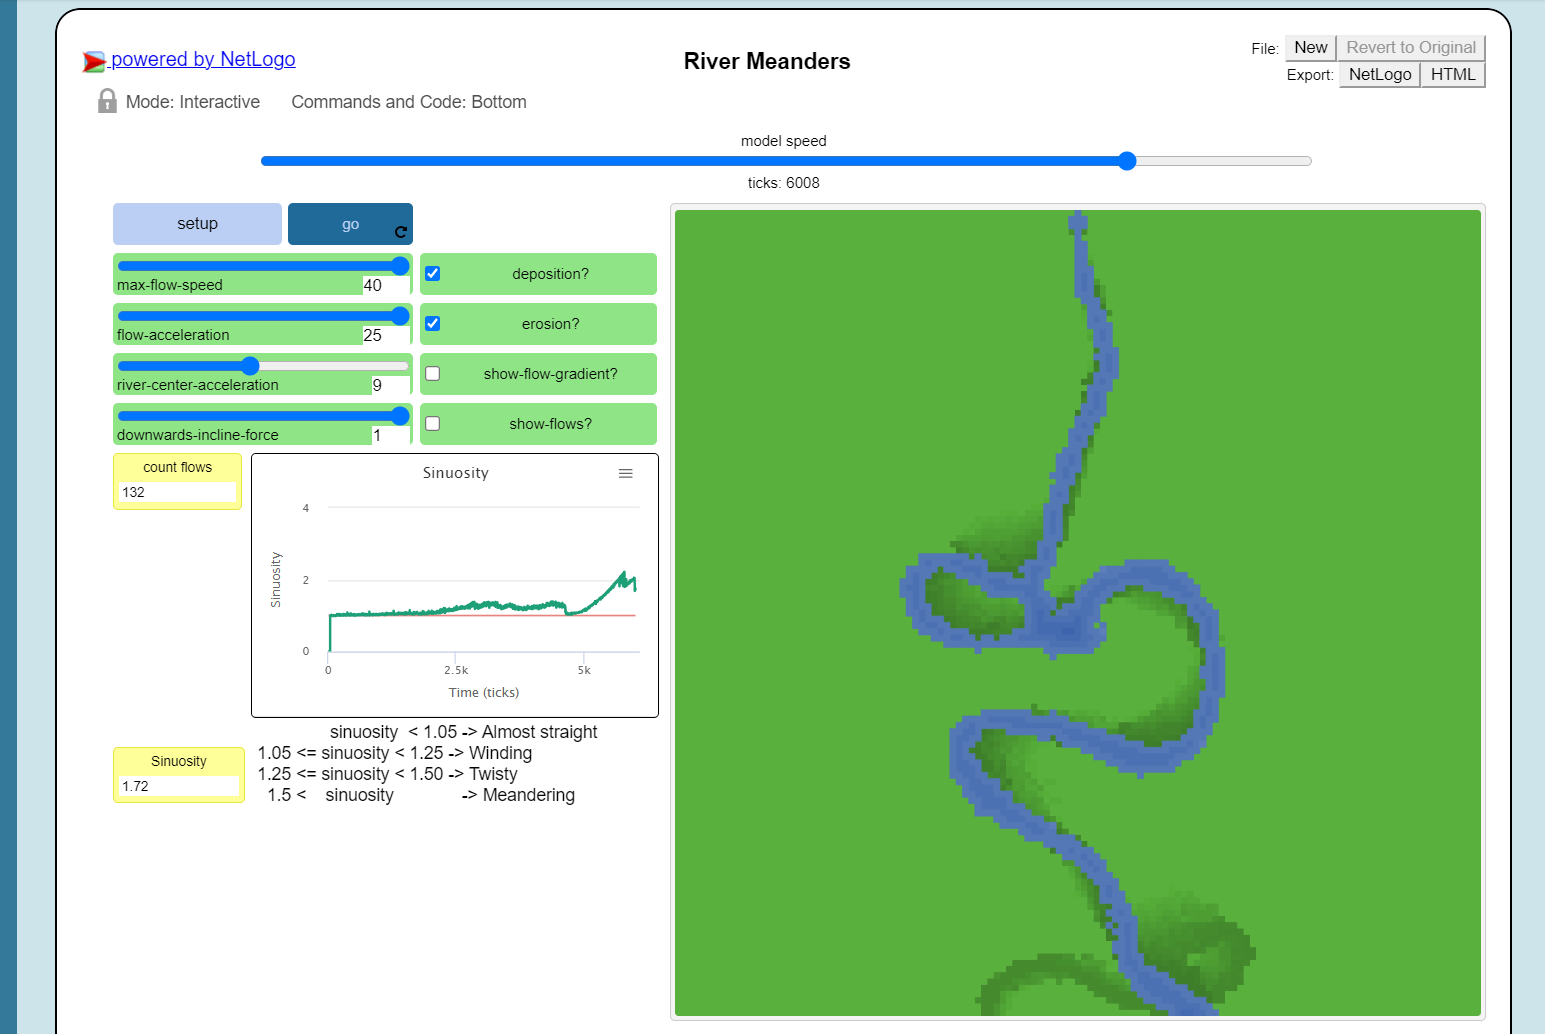 powered by NetLogo
River Meanders
File: New Revert to Original
Export: NetLogo HTML
Mode: Interactive Commands and Code: Bottom
model speed
ticks: 6008
setup go
max-flow-speed 40
deposition?
flow-acceleration 25
erosion?
river-center-acceleration 9
show-flow-gradient?
downwards-incline-force 1
show-flows?
count flows
132
Sinuosity
4
2
0
Sinuosity
0 2.5k 5k
Time (ticks)
sinuosity < 1.05 -> Almost straight
1.05 <= sinuosity < 1.25 -> Winding
1.25 <= sinuosity < 1.50 -> Twisty
1.5 < sinuosity -> Meandering
Sinuosity
1.72